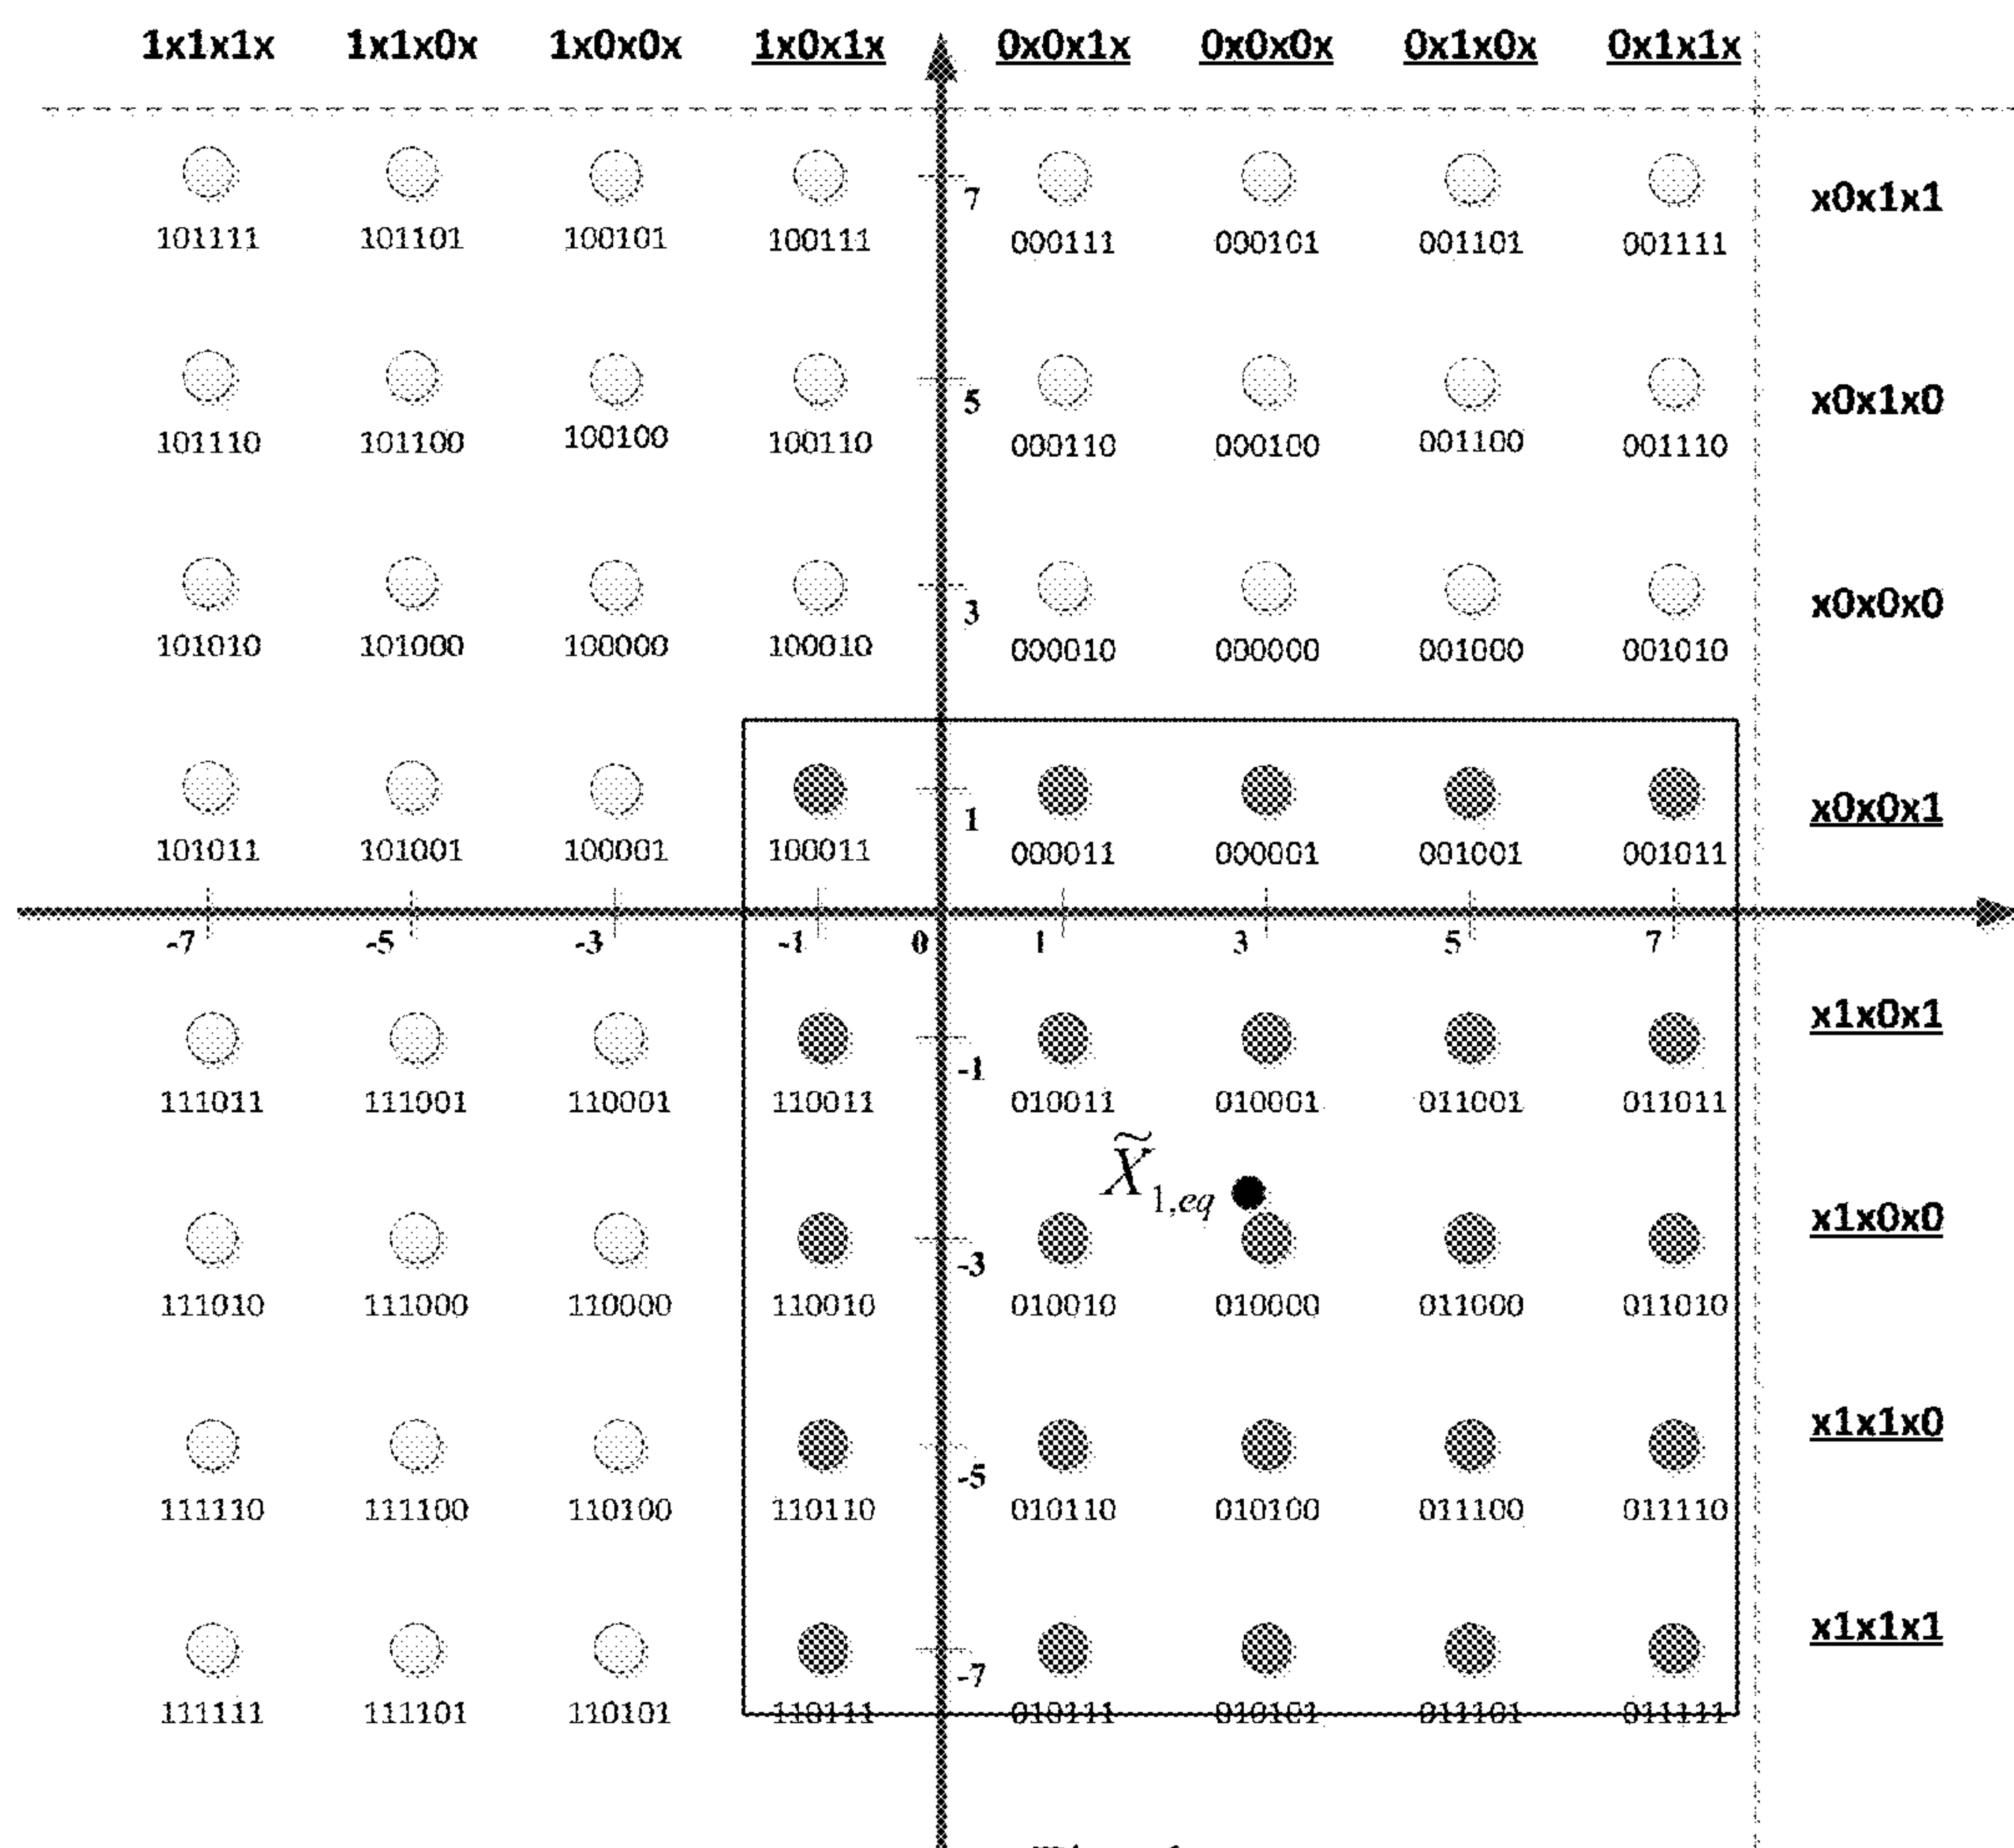 1x1x1x 1x1x0x 1x0x0x 1x0x1x 0x0x1x 0x0x0x 0x1x0x 0x1x1x
7 x0x1x1
101111 101101 100101 100111 000111 000101 001101 001111
5 x0x1x0
101110 101100 100100 100110 000110 000100 001100 001110
3 x0x0x0
101010 101000 100000 100010 000010 000000 001000 001010
1 x0x0x1
101011 101001 100001 100011 000011 000001 001001 001011
-7 -5 -3 -1 0 1 3 5 7
-1 x1x0x1
111011 111001 110001 110011 010011 010001 011001 011011
X̃1,eq
-3 x1x0x0
111010 111000 110000 110010 010010 010000 011000 011010
-5 x1x1x0
111110 111100 110100 110110 010110 010100 011100 011110
-7 x1x1x1
111111 111101 110101 110111 010111 010101 011101 011111